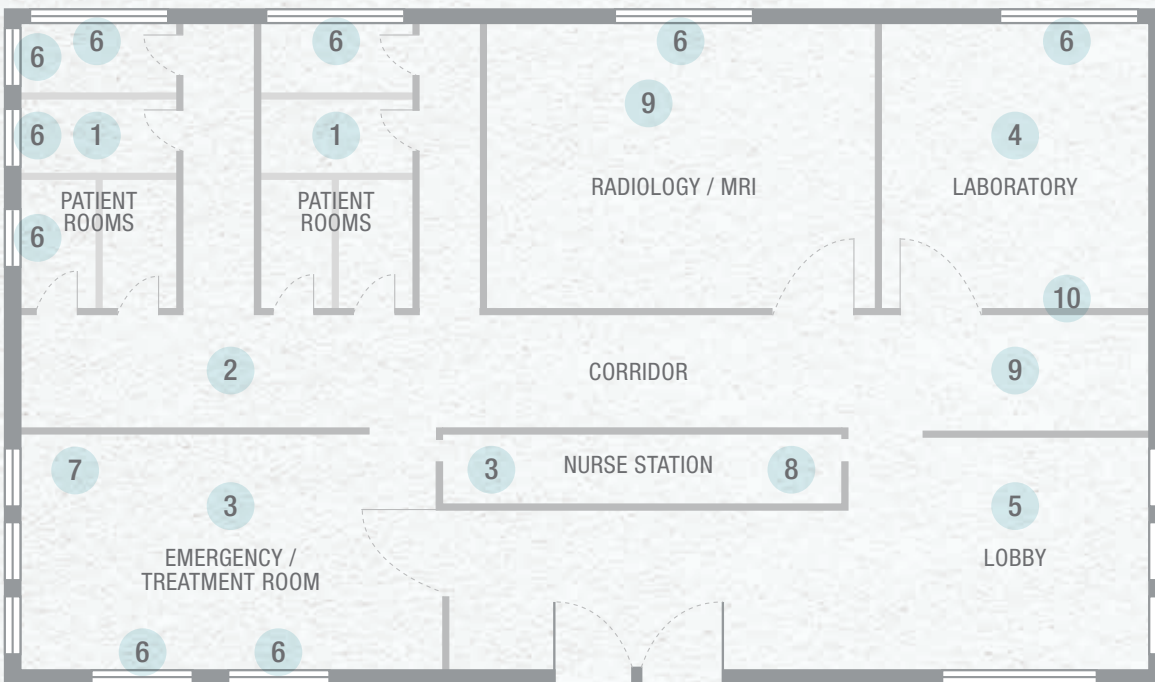 6
6
6
6
6
9
6
1
1
4
PATIENT
ROOMS
PATIENT
ROOMS
RADIOLOGY / MRI
LABORATORY
6
10
2
CORRIDOR
9
7
3
NURSE STATION
8
3
5
EMERGENCY /
TREATMENT ROOM
LOBBY
6
6